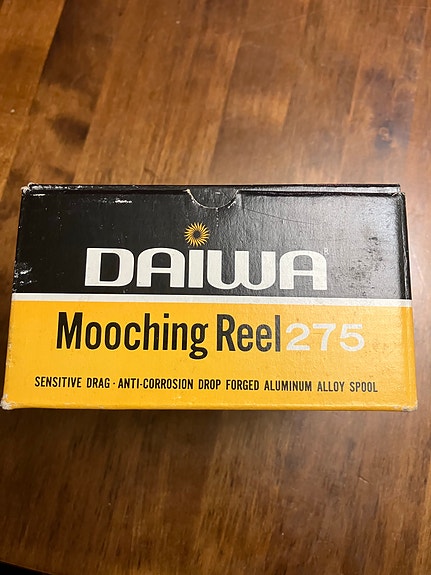 DAIWA
Mooching Reel 275
SENSITIVE DRAG · ANTI-CORROSION DROP FORGED ALUMINUM ALLOY SPOOL